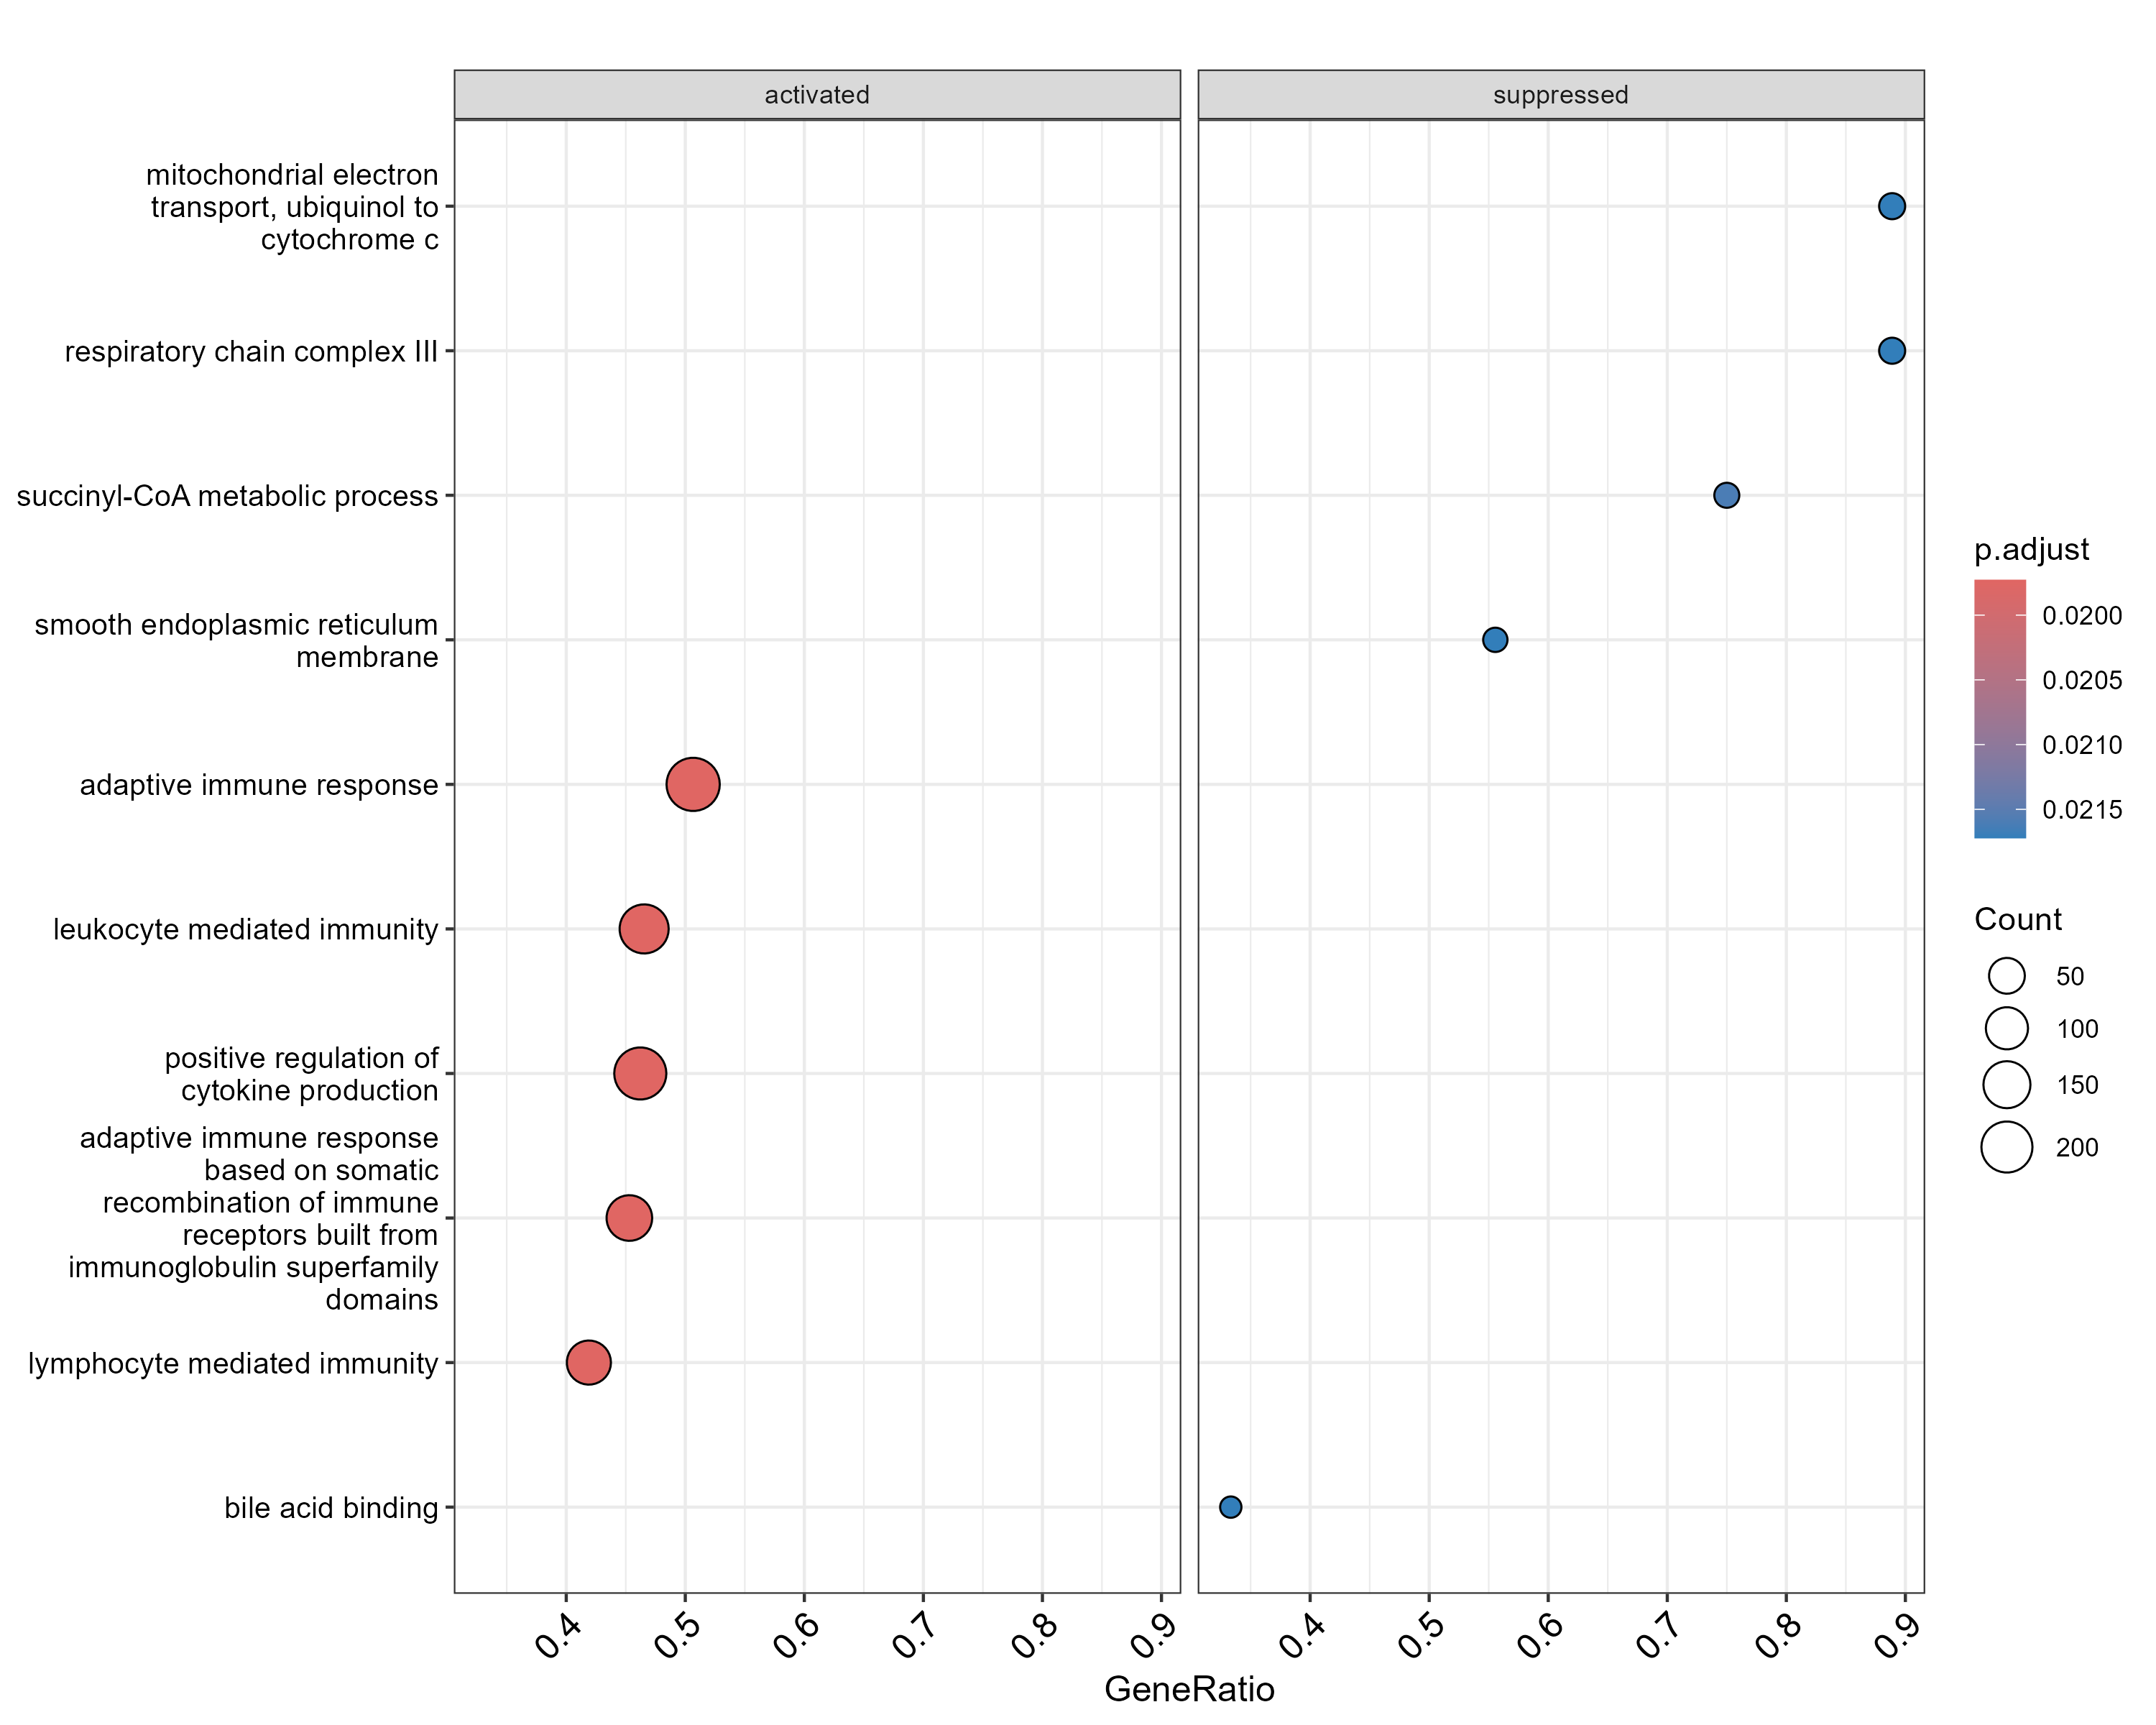 activated
suppressed
mitochondrial electron
transport, ubiquinol to
cytochrome c
respiratory chain complex III
succinyl-CoA metabolic process
smooth endoplasmic reticulum
membrane
adaptive immune response
leukocyte mediated immunity
positive regulation of
cytokine production
adaptive immune response
based on somatic
recombination of immune
receptors built from
immunoglobulin superfamily
domains
lymphocyte mediated immunity
bile acid binding
0.4 0.5 0.6 0.7 0.8 0.9
0.4 0.5 0.6 0.7 0.8 0.9
GeneRatio
p.adjust
0.0200
0.0205
0.0210
0.0215
Count
50
100
150
200